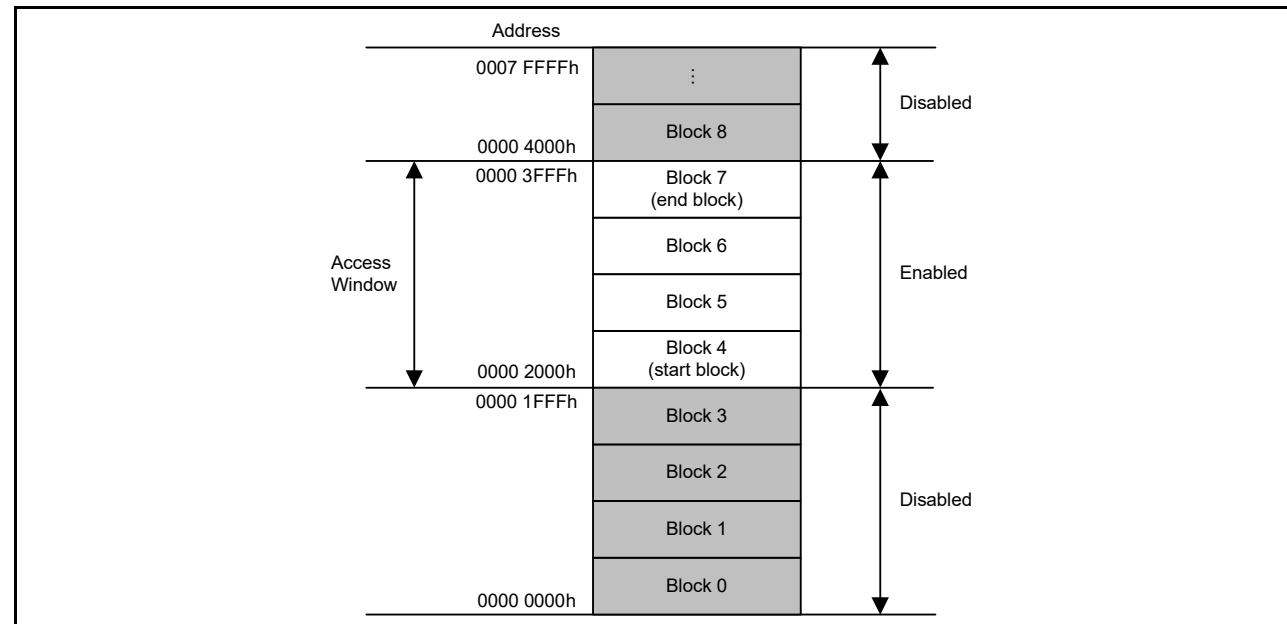 Address
0007 FFFFh
⋮
Disabled
Block 8
0000 4000h
0000 3FFFh
Block 7
(end block)
Block 6
Access
Window
Enabled
Block 5
Block 4
(start block)
0000 2000h
0000 1FFFh
Block 3
Block 2
Disabled
Block 1
Block 0
0000 0000h